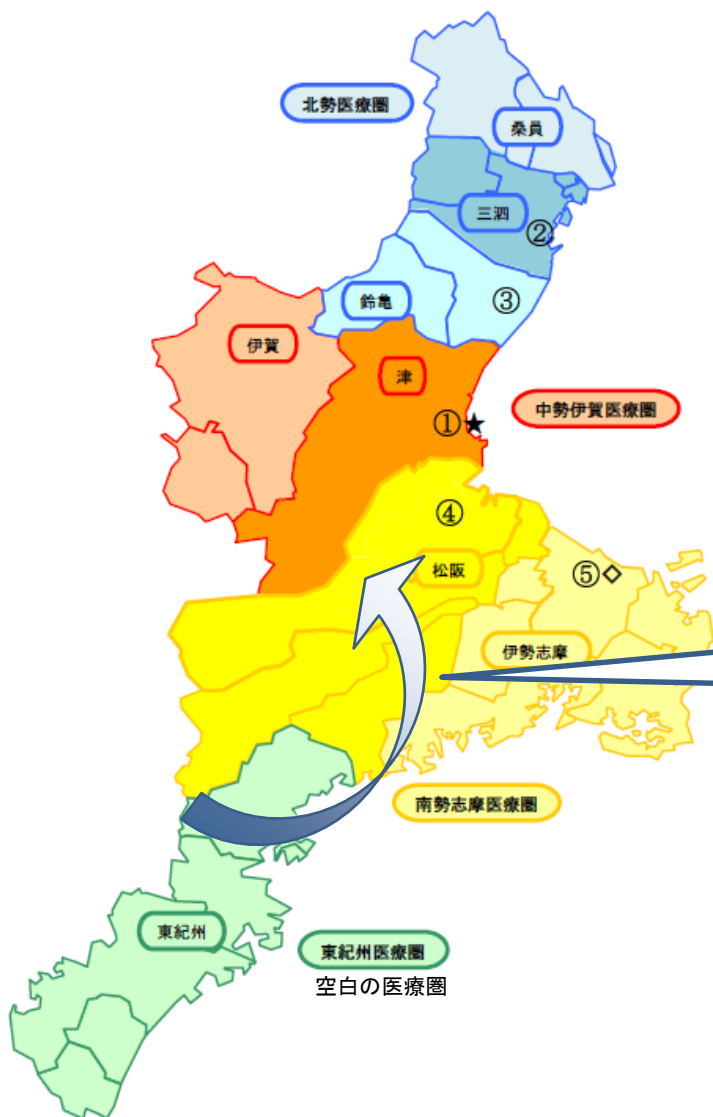 北勢医療圏
桑員
三泗
②
③
鈴亀
伊賀
津
中勢伊賀医療圏
①★
④
松阪
⑤◇
伊勢志摩
南勢志摩医療圏
東紀州
東紀州医療圏
空白の医療圏